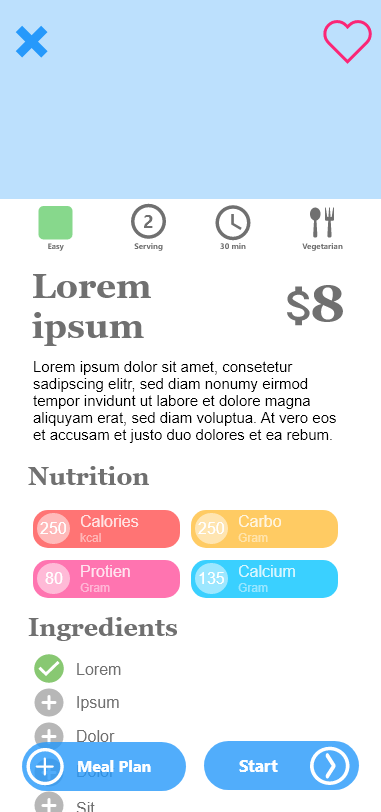 2
Easy
Serving
30 min
Vegetarian
Lorem
ipsum
$8
Lorem ipsum dolor sit amet, consetetur
sadipscing elitr, sed diam nonumy eirmod
tempor invidunt ut labore et dolore magna
aliquyam erat, sed diam voluptua. At vero eos
et accusam et justo duo dolores et ea rebum.
Nutrition
250 Calories
kcal
250 Carbo
Gram
80 Protien
Gram
135 Calcium
Gram
Ingredients
Lorem
Ipsum
Dolor
Dolor
Meal Plan
Start
Sit